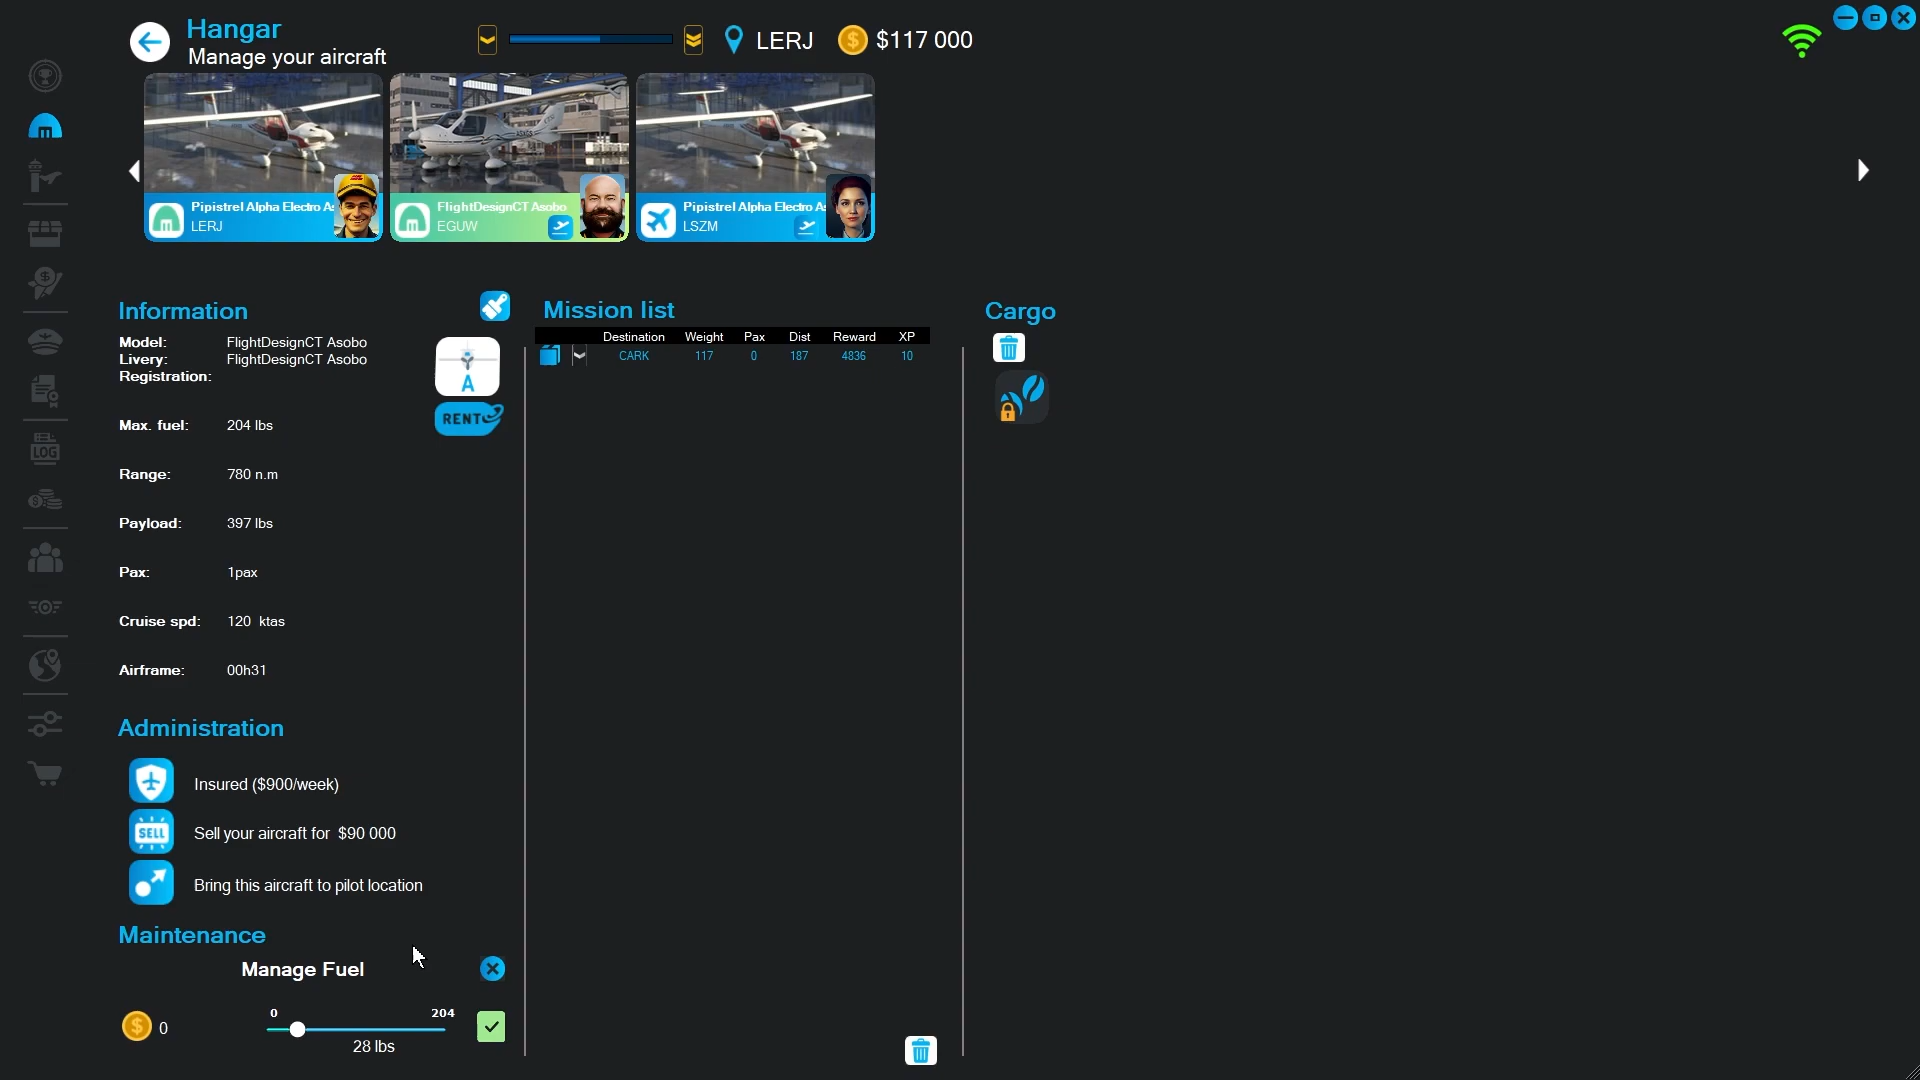 Hangar
Manage your aircraft
LERJ
$117 000
Pipistrel Alpha Electro As
LERJ
FlightDesignCT Asobo
EGUW
Pipistrel Alpha Electro As
LSZM
Information
Model: FlightDesignCT Asobo
Livery: FlightDesignCT Asobo
Registration:
A
RENT
Max. fuel: 204 lbs
Range: 780 n.m
Payload: 397 lbs
Pax: 1pax
Cruise spd: 120 ktas
Airframe: 00h31
Mission list
Destination Weight Pax Dist Reward XP
CARK 117 0 187 4836 10
Cargo
LOG
Administration
Insured ($900/week)
SELL
Sell your aircraft for $90 000
Bring this aircraft to pilot location
Maintenance
Manage Fuel
0 204
0
28 lbs